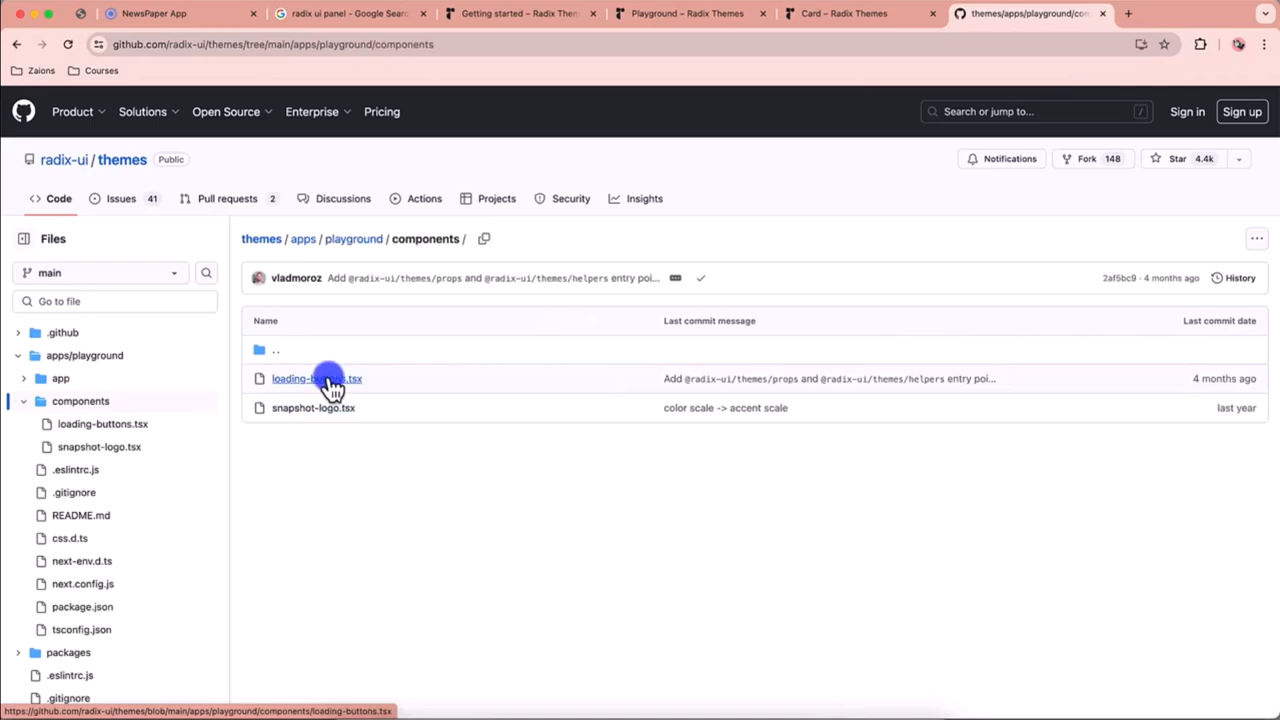 NewsPaper App
radix ui panel - Google Searc
Getting started – Radix Them
Playground – Radix Themes
Card – Radix Themes
themes/apps/playground/con
github.com/radix-ui/themes/tree/main/apps/playground/components
Zaions
Courses
Product
Solutions
Open Source
Enterprise
Pricing
Search or jump to...
/
Sign in
Sign up
radix-ui / themes
Public
Notifications
Fork 148
Star 4.4k
Code
Issues 41
Pull requests 2
Discussions
Actions
Projects
Security
Insights
Files
themes / apps / playground / components /
main
Go to file
vladmoroz Add @radix-ui/themes/props and @radix-ui/themes/helpers entry poi...
2af5bc9 · 4 months ago
History
Name
Last commit message
Last commit date
..
loading-buttons.tsx
Add @radix-ui/themes/props and @radix-ui/themes/helpers entry poi...
4 months ago
snapshot-logo.tsx
color scale -> accent scale
last year
.github
apps/playground
app
components
loading-buttons.tsx
snapshot-logo.tsx
.eslintrc.js
.gitignore
README.md
css.d.ts
next-env.d.ts
next.config.js
package.json
tsconfig.json
packages
.eslintrc.js
.gitignore
https://github.com/radix-ui/themes/blob/main/apps/playground/components/loading-buttons.tsx